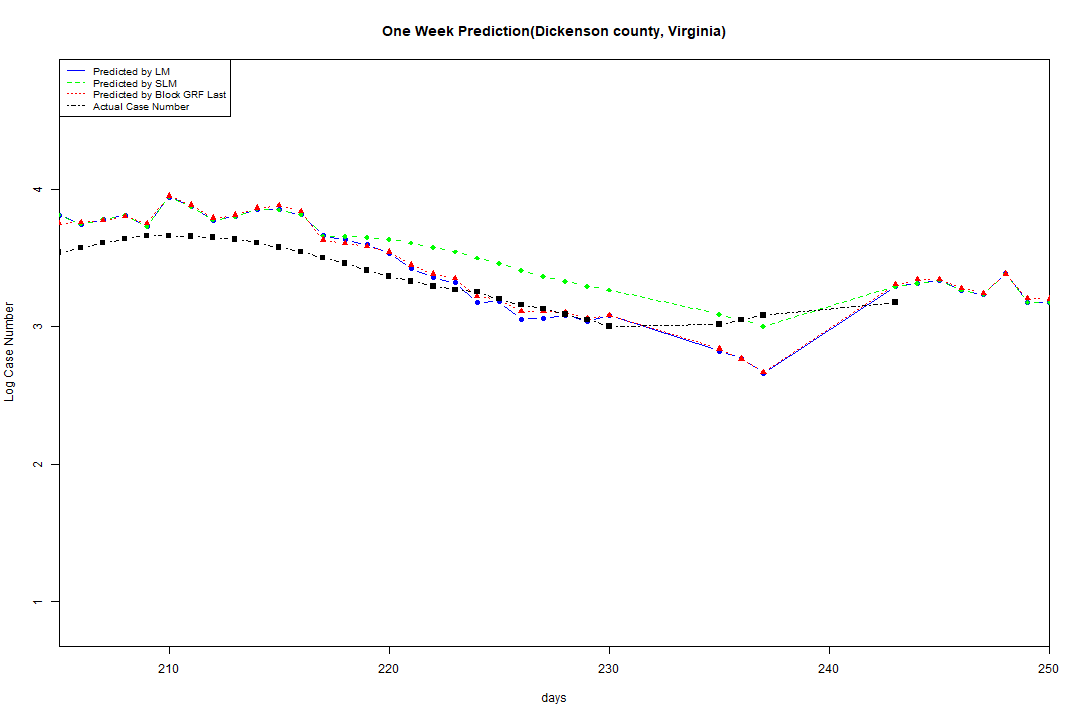 One Week Prediction(Dickenson county, Virginia)
Predicted by LM
Predicted by SLM
Predicted by Block GRF Last
Actual Case Number
4
3
2
1
Log Case Number
210
220
230
240
250
days